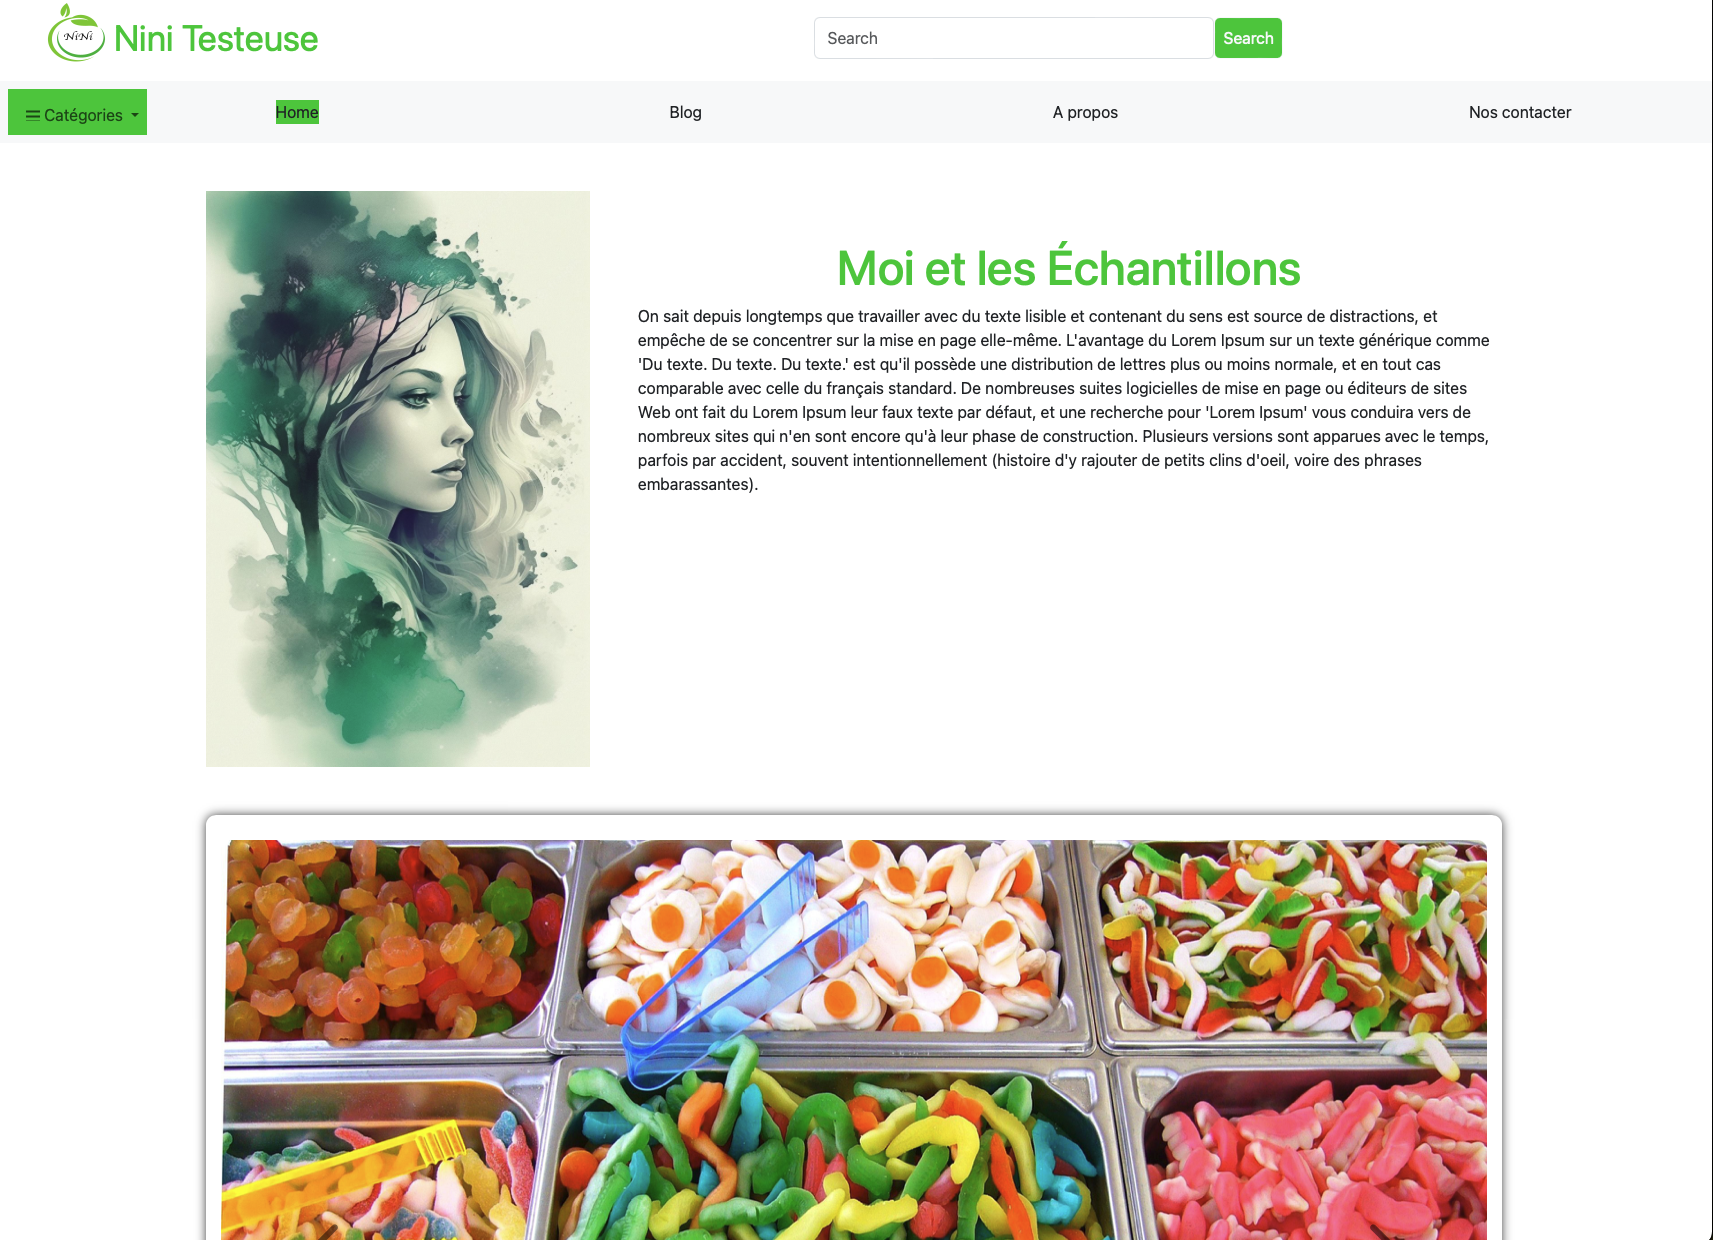 NiNi
Nini Testeuse
Search
Search
Catégories
Home
Blog
A propos
Nos contacter
Moi et les Échantillons
On sait depuis longtemps que travailler avec du texte lisible et contenant du sens est source de distractions, et
empêche de se concentrer sur la mise en page elle-même. L'avantage du Lorem Ipsum sur un texte générique comme
'Du texte. Du texte. Du texte.' est qu'il possède une distribution de lettres plus ou moins normale, et en tout cas
comparable avec celle du français standard. De nombreuses suites logicielles de mise en page ou éditeurs de sites
Web ont fait du Lorem Ipsum leur faux texte par défaut, et une recherche pour 'Lorem Ipsum' vous conduira vers de
nombreux sites qui n'en sont encore qu'à leur phase de construction. Plusieurs versions sont apparues avec le temps,
parfois par accident, souvent intentionnellement (histoire d'y rajouter de petits clins d'oeil, voire des phrases
embarassantes).